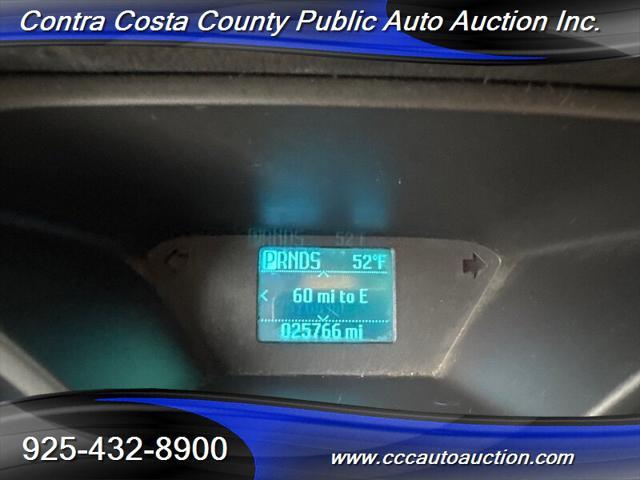 Contra Costa County Public Auto Auction Inc.
PRNDS 52°F
60 mi to E
025766 mi
925-432-8900 www.cccautoauction.com